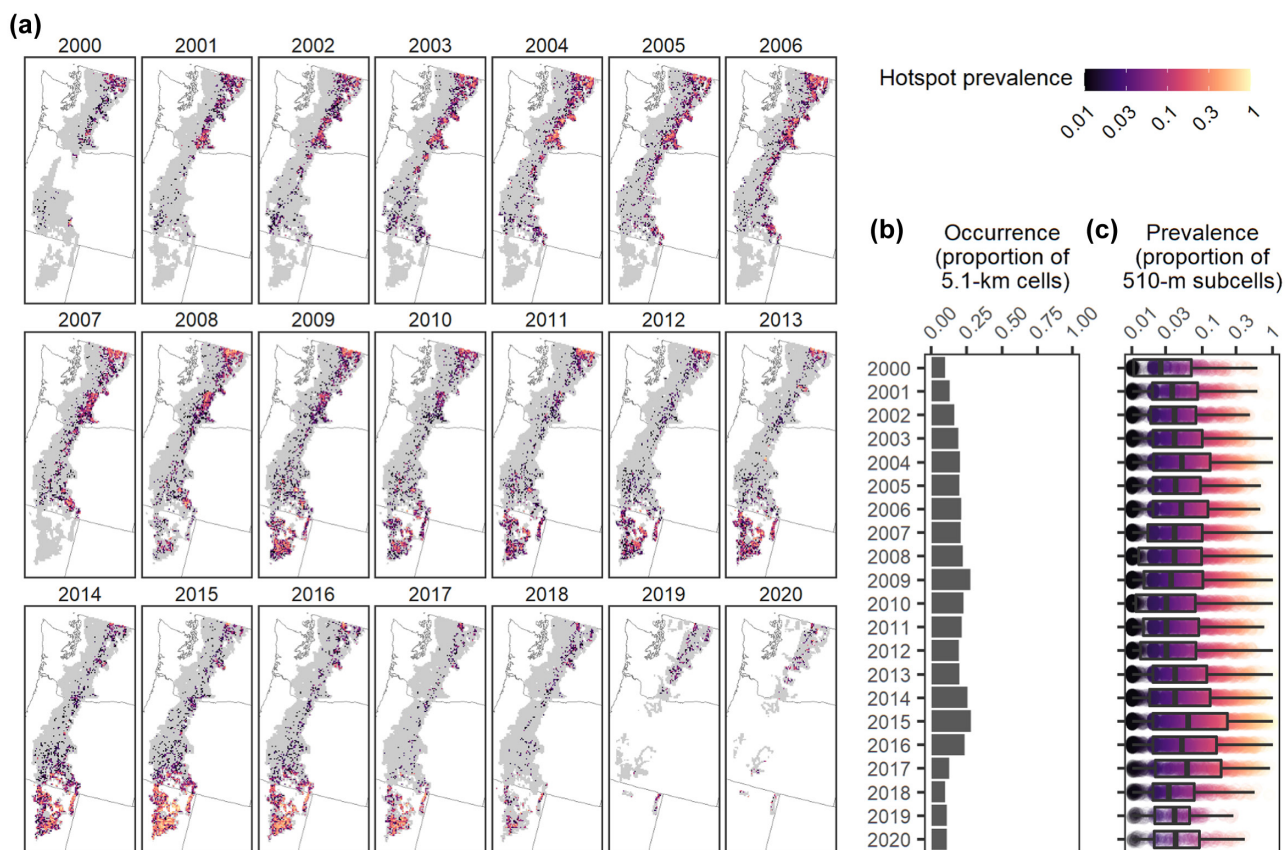 (a)
2000 2001 2002 2003 2004 2005 2006
Hotspot prevalence
0.01 0.03 0.1 0.3 1
2007 2008 2009 2010 2011 2012 2013
2014 2015 2016 2017 2018 2019 2020
(b) Occurrence
(proportion of
5.1-km cells)
0.00 0.25 0.50 0.75 1.00
(c) Prevalence
(proportion of
510-m subcells)
0.01 0.03 0.1 0.3 1
2000
2001
2002
2003
2004
2005
2006
2007
2008
2009
2010
2011
2012
2013
2014
2015
2016
2017
2018
2019
2020